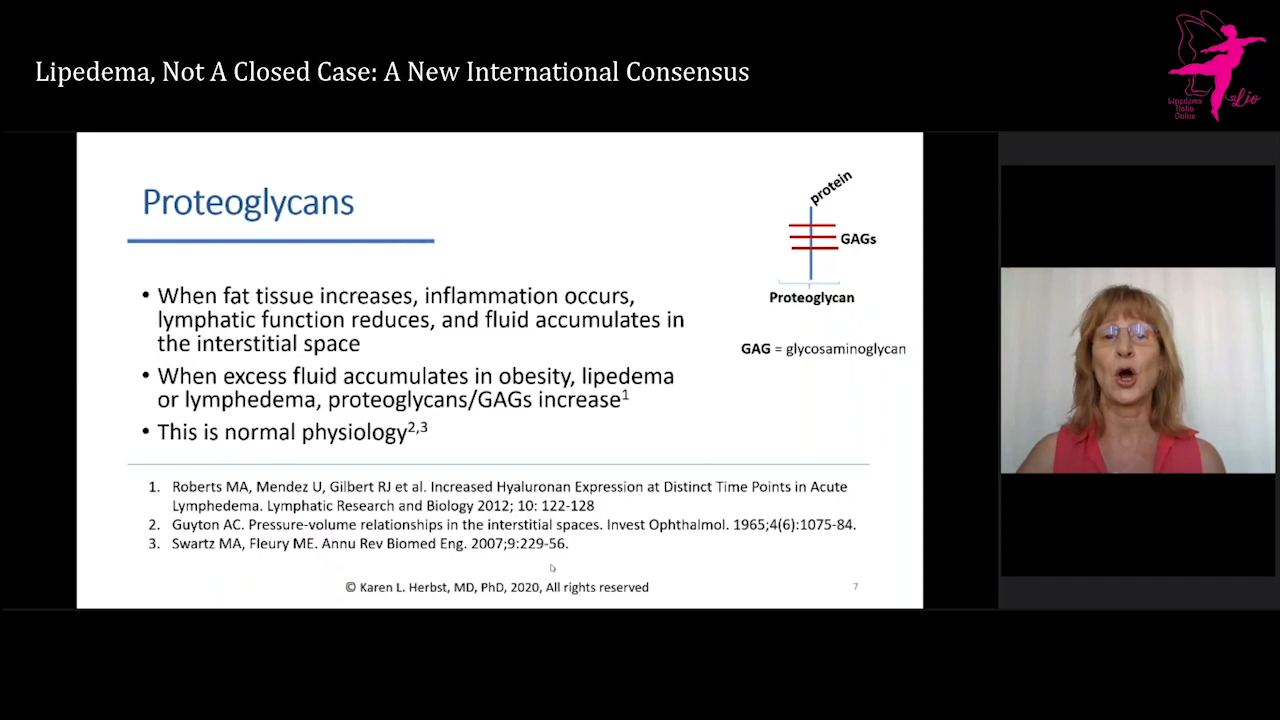 Lipedema, Not A Closed Case: A New International Consensus
Lipedema
Italia
Onlus
Lio
Proteoglycans
protein
GAGs
Proteoglycan
GAG = glycosaminoglycan
• When fat tissue increases, inflammation occurs,
lymphatic function reduces, and fluid accumulates in
the interstitial space
• When excess fluid accumulates in obesity, lipedema
or lymphedema, proteoglycans/GAGs increase1
• This is normal physiology2,3
1. Roberts MA, Mendez U, Gilbert RJ et al. Increased Hyaluronan Expression at Distinct Time Points in Acute
Lymphedema. Lymphatic Research and Biology 2012; 10: 122-128
2. Guyton AC. Pressure-volume relationships in the interstitial spaces. Invest Ophthalmol. 1965;4(6):1075-84.
3. Swartz MA, Fleury ME. Annu Rev Biomed Eng. 2007;9:229-56.
© Karen L. Herbst, MD, PhD, 2020, All rights reserved
7